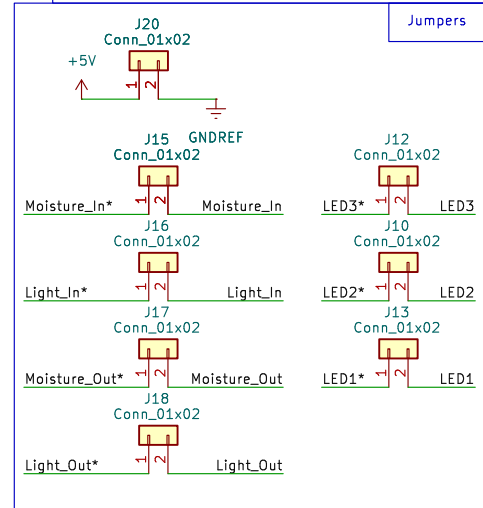 Jumpers
J20
Conn_01x02
+5V
1 2
GNDREF
J15
Conn_01x02
Moisture_In* 1 2 Moisture_In
J12
Conn_01x02
LED3* 1 2 LED3
J16
Conn_01x02
Light_In* 1 2 Light_In
J10
Conn_01x02
LED2* 1 2 LED2
J17
Conn_01x02
Moisture_Out* 1 2 Moisture_Out
J13
Conn_01x02
LED1* 1 2 LED1
J18
Conn_01x02
Light_Out* 1 2 Light_Out